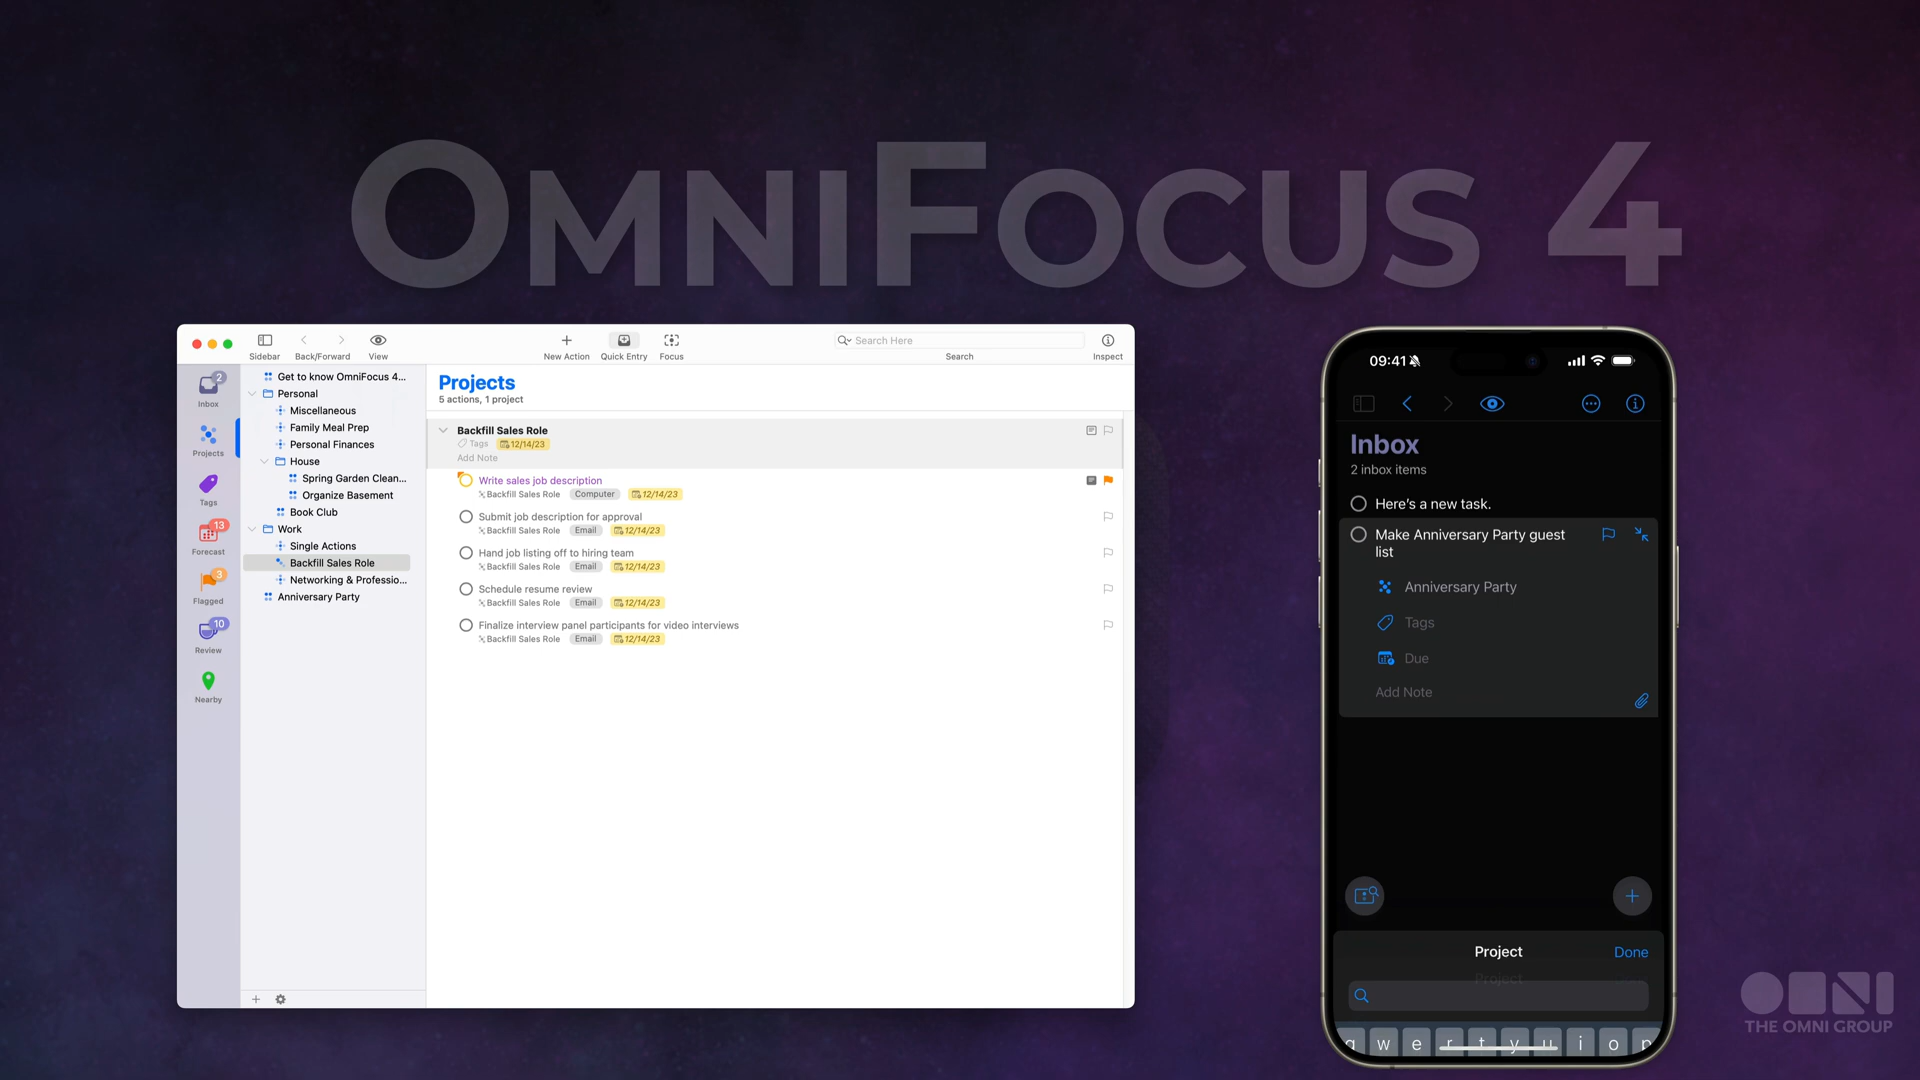 OmniFocus 4
Sidebar
Back/Forward
View
New Action
Quick Entry
Focus
Search Here
Search
Inspect
2
Inbox
Projects
Tags
13
Forecast
3
Flagged
10
Review
Nearby
Get to know OmniFocus 4...
Personal
Miscellaneous
Family Meal Prep
Personal Finances
House
Spring Garden Clean...
Organize Basement
Book Club
Work
Single Actions
Backfill Sales Role
Networking & Professio...
Anniversary Party
Projects
5 actions, 1 project
Backfill Sales Role
Tags 12/14/23
Add Note
Write sales job description
Backfill Sales Role Computer 12/14/23
Submit job description for approval
Backfill Sales Role Email 12/14/23
Hand job listing off to hiring team
Backfill Sales Role Email 12/14/23
Schedule resume review
Backfill Sales Role Email 12/14/23
Finalize interview panel participants for video interviews
Backfill Sales Role Email 12/14/23
09:41
Inbox
2 inbox items
Here's a new task.
Make Anniversary Party guest
list
Anniversary Party
Tags
Due
Add Note
Project Done
Project
q w e r t y u i o p
OMNI
THE OMNI GROUP